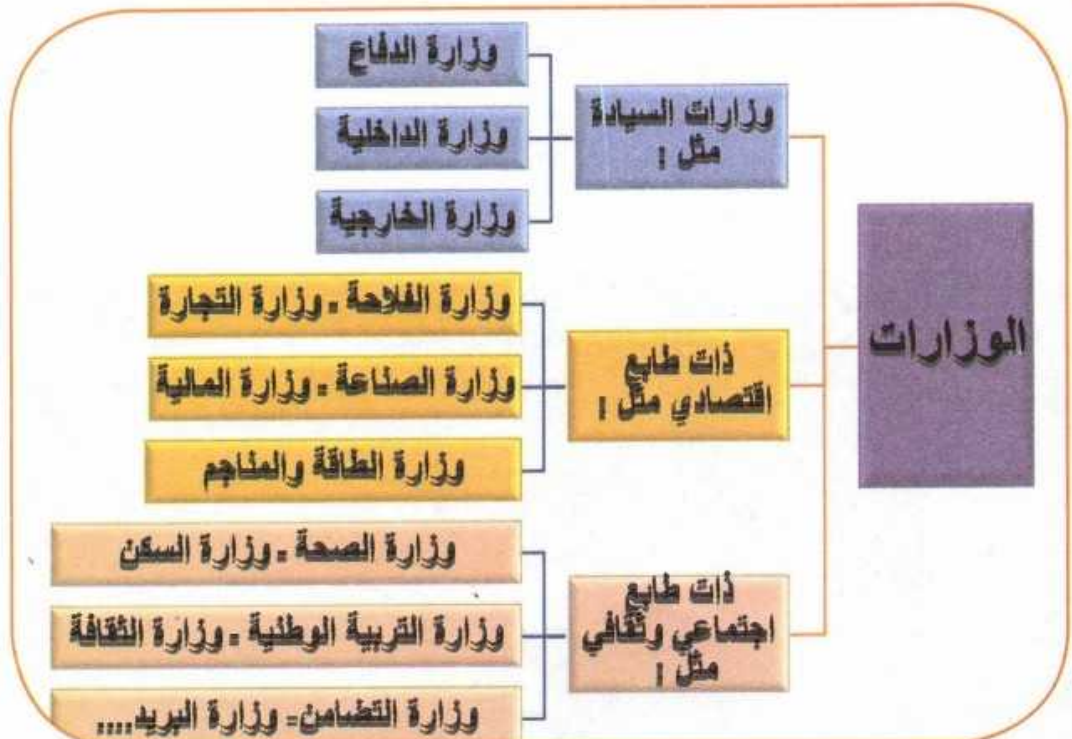 الوزارات
وزارات السيادة
مثل :
وزارة الدفاع
وزارة الداخلية
وزارة الخارجية
ذات طابع
اقتصادي مثل :
وزارة الفلاحة - وزارة التجارة
وزارة الصناعة - وزارة المالية
وزارة الطاقة والمناجم
ذات طابع
اجتماعي وثقافي
مثل :
وزارة الصحة - وزارة السكن
وزارة التربية الوطنية - وزارة الثقافة
وزارة التضامن- وزارة البريد....